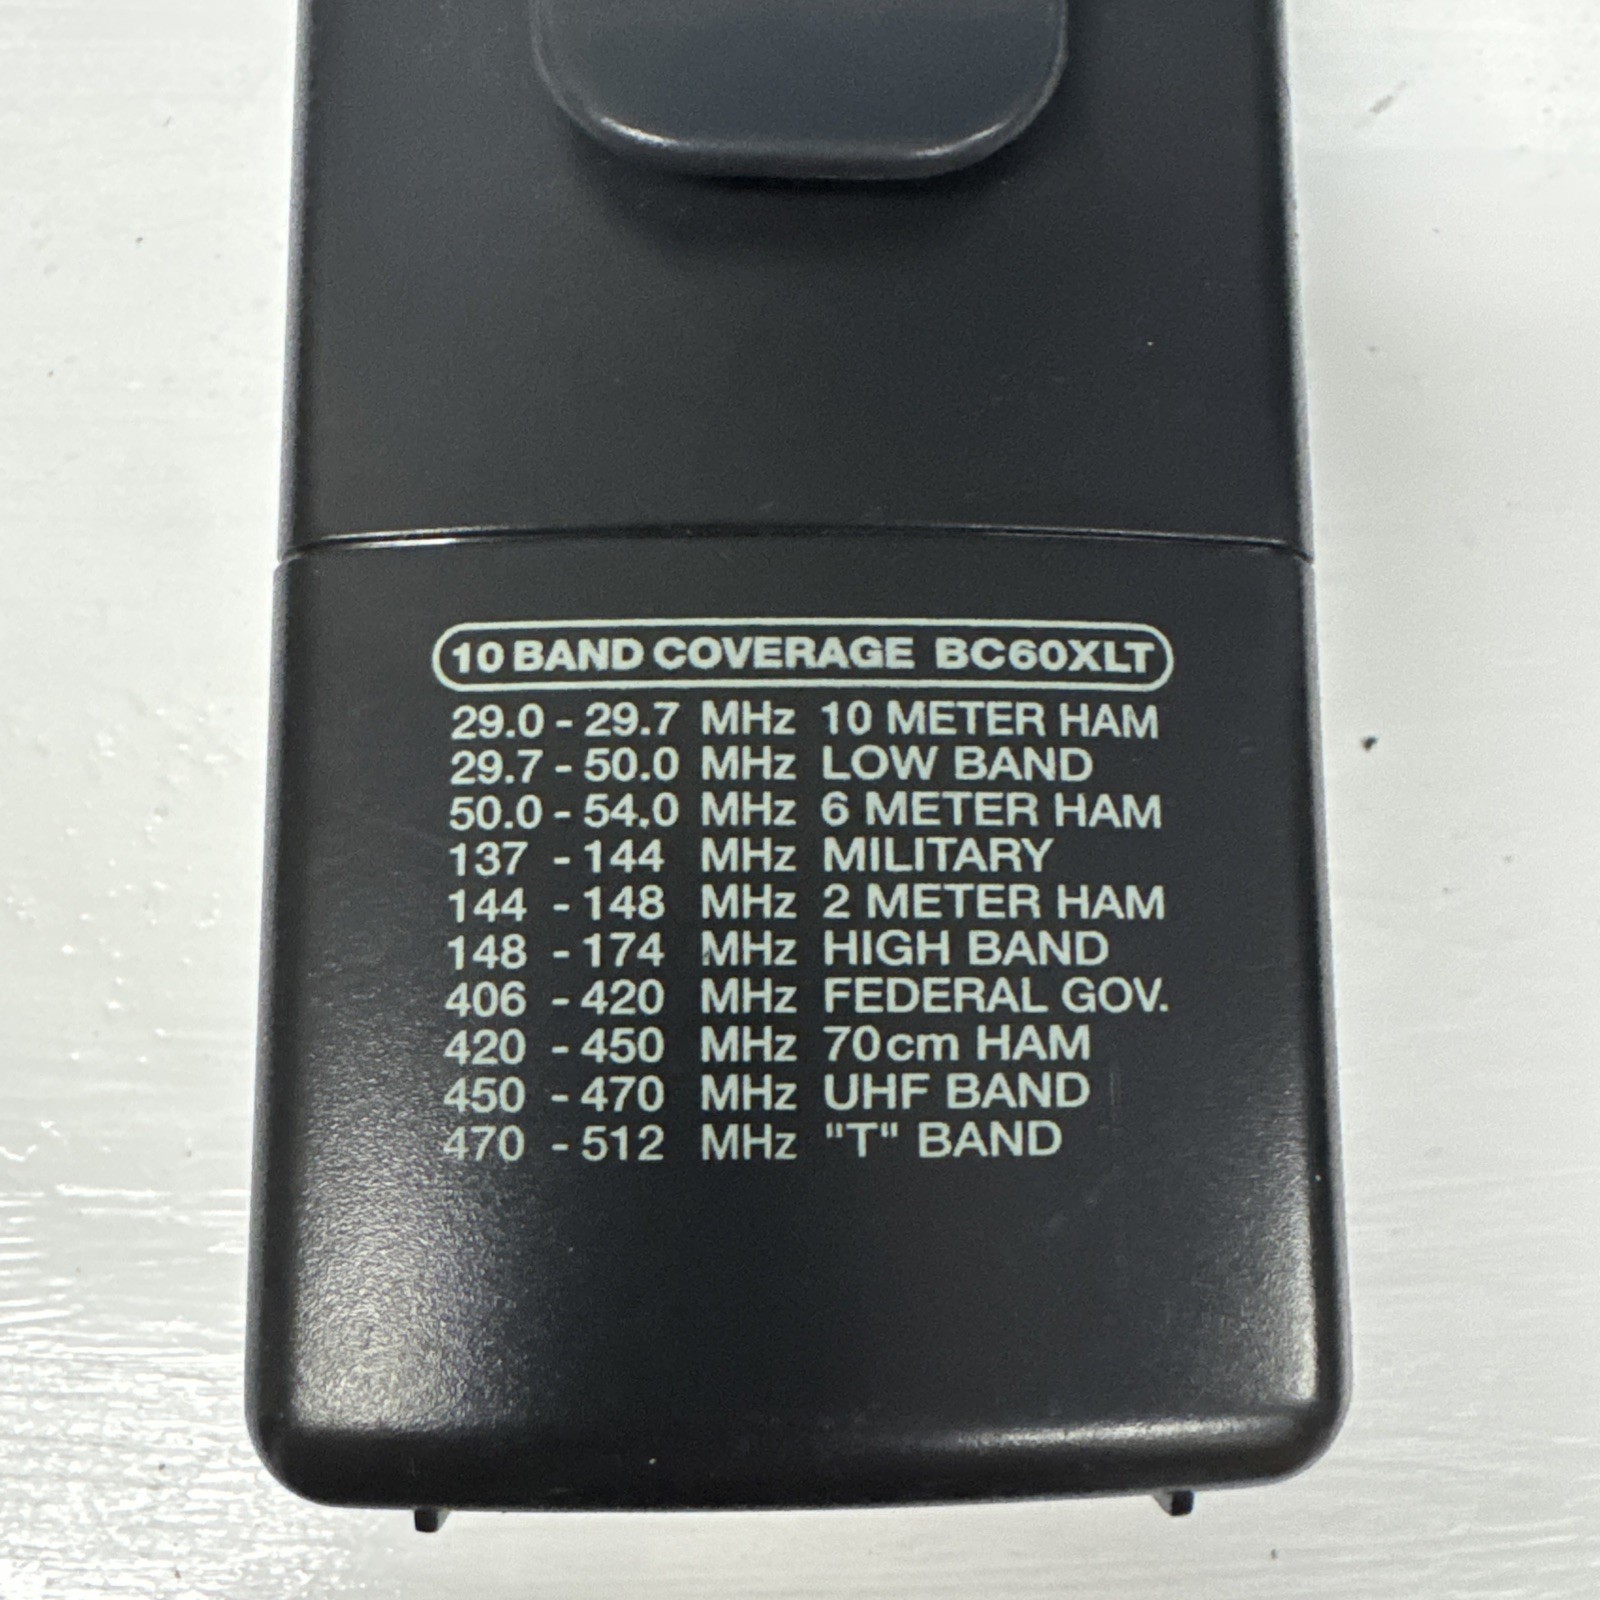 10 BAND COVERAGE BC60XLT
29.0 - 29.7 MHz 10 METER HAM
29.7 - 50.0 MHz LOW BAND
50.0 - 54.0 MHz 6 METER HAM
137 - 144 MHz MILITARY
144 - 148 MHz 2 METER HAM
148 - 174 MHz HIGH BAND
406 - 420 MHz FEDERAL GOV.
420 - 450 MHz 70cm HAM
450 - 470 MHz UHF BAND
470 - 512 MHz "T" BAND